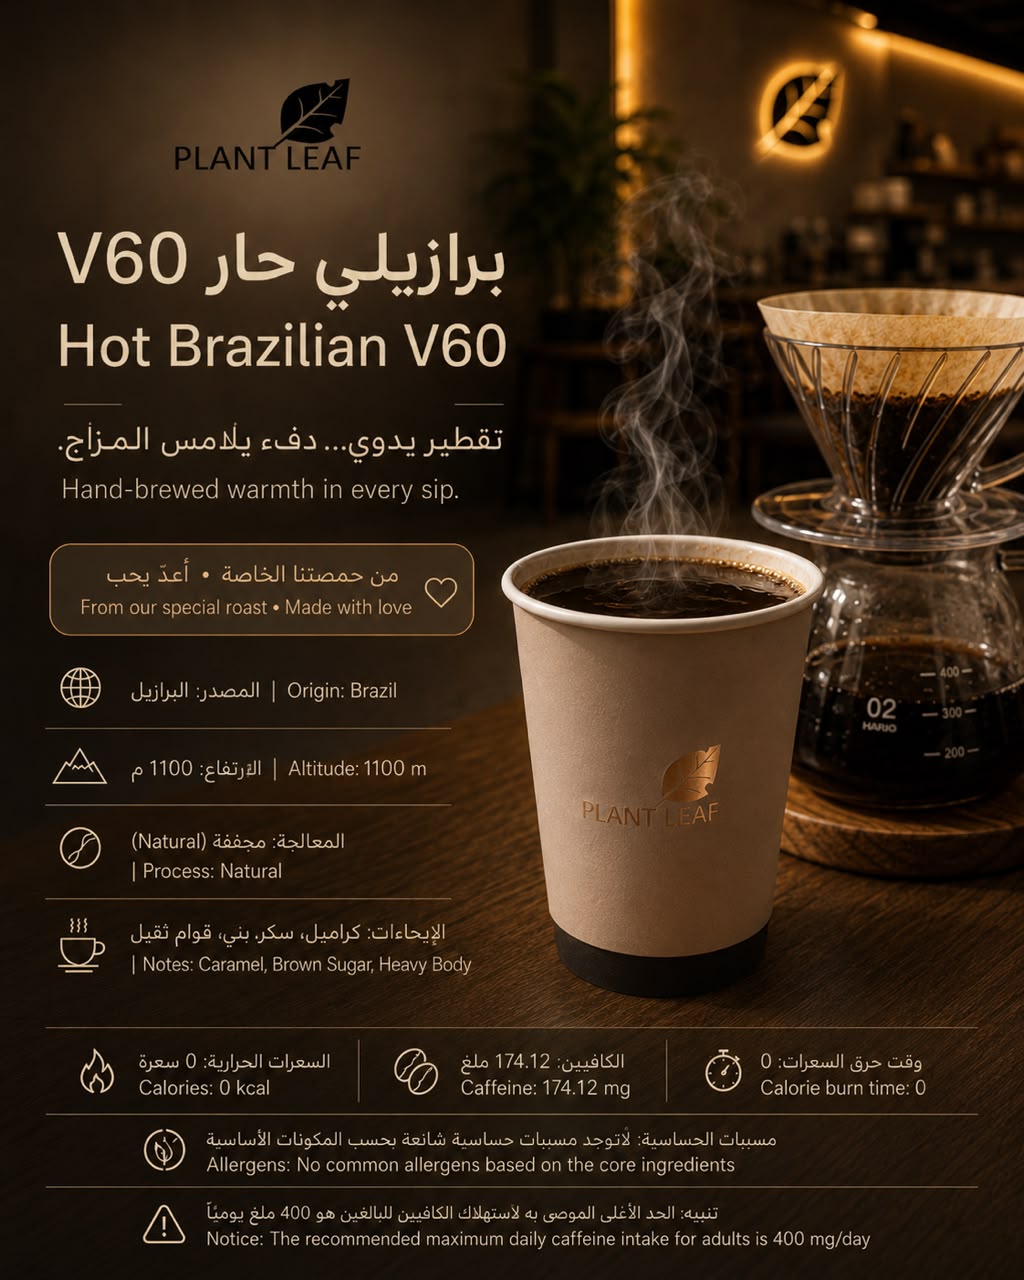 PLANT LEAF
برازيلي حار V60
Hot Brazilian V60
تقطير يدوي... دفء يلامس المزاج.
Hand-brewed warmth in every sip.
من حمصتنا الخاصة • أعدّ يحب
From our special roast • Made with love
المصدر: البرازيل | Origin: Brazil
الارتفاع: 1100 م | Altitude: 1100 m
المعالجة: مجففة (Natural)
| Process: Natural
الإيحاءات: كراميل، سكر، بني، قوام ثقيل
| Notes: Caramel, Brown Sugar, Heavy Body
PLANT LEAF
400
02
HARIO
300
200
السعرات الحرارية: 0 سعرة
Calories: 0 kcal
الكافيين: 174.12 ملغ
Caffeine: 174.12 mg
وقت حرق السعرات: 0
Calorie burn time: 0
مسببات الحساسية: لاتوجد مسببات حساسية شانعة بحسب المكونات الأساسية
Allergens: No common allergens based on the core ingredients
تنبيه: الحد الأغلى الموصى به لاستهلاك الكافيين للبالغين هو 400 ملغ يوميًا
Notice: The recommended maximum daily caffeine intake for adults is 400 mg/day